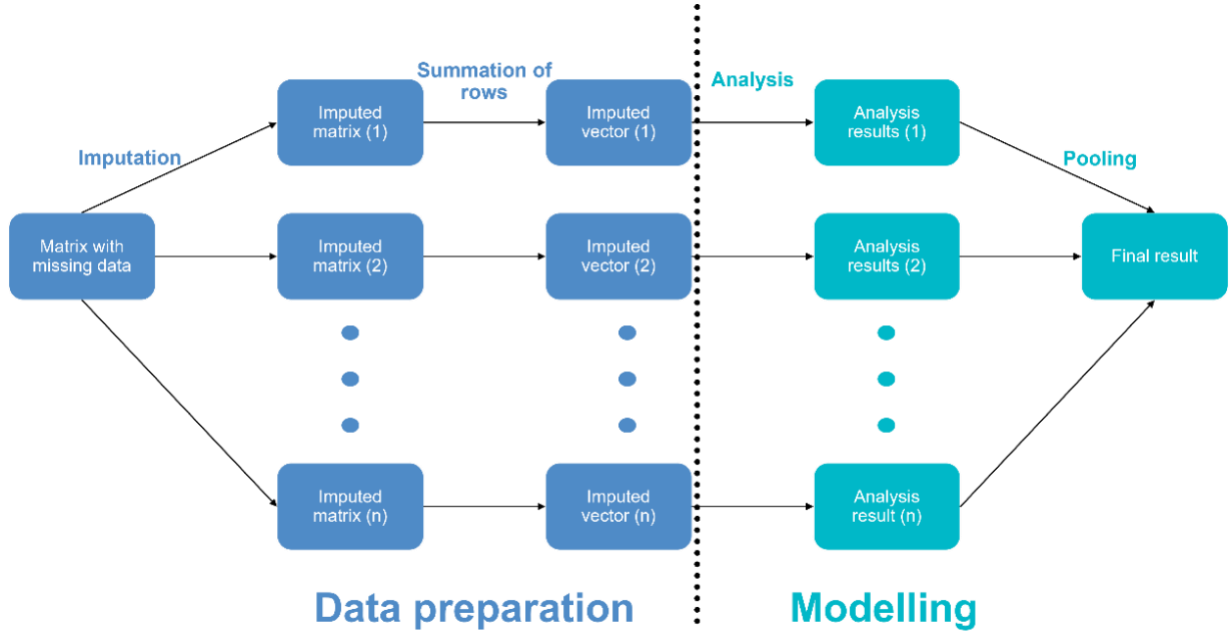 Summation of
rows
Analysis
Imputed
matrix (1)
Imputed
vector (1)
Analysis
results (1)
Imputation
Pooling
Matrix with
missing data
Imputed
matrix (2)
Imputed
vector (2)
Analysis
results (2)
Final result
Imputed
matrix (n)
Imputed
vector (n)
Analysis
result (n)
Data preparation
Modelling